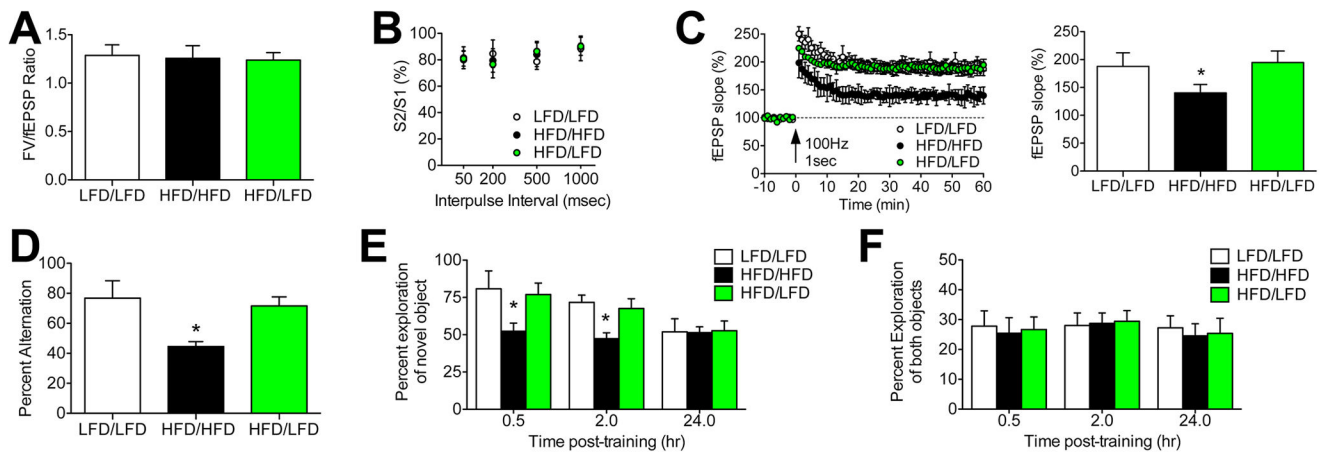 A
FV/fEPSP Ratio
1.5
1.0
0.5
0.0
LFD/LFD HFD/HFD HFD/LFD
B
S2/S1 (%)
100
80
60
40
20
0
LFD/LFD
HFD/HFD
HFD/LFD
50 200 500 1000
Interpulse Interval (msec)
C
fEPSP slope (%)
250
200
150
100
50
0
100Hz
1sec
LFD/LFD
HFD/HFD
HFD/LFD
-10 0 10 20 30 40 50 60
Time (min)
fEPSP slope (%)
250
200
150
100
50
0
*
LFD/LFD HFD/HFD HFD/LFD
D
Percent Alternation
100
80
60
40
20
0
*
LFD/LFD HFD/HFD HFD/LFD
E
Percent exploration
of novel object
100
75
50
25
0
* *
LFD/LFD
HFD/HFD
HFD/LFD
0.5 2.0 24.0
Time post-training (hr)
F
Percent Exploration
of both objects
50
40
30
20
10
0
LFD/LFD
HFD/HFD
HFD/LFD
0.5 2.0 24.0
Time post-training (hr)